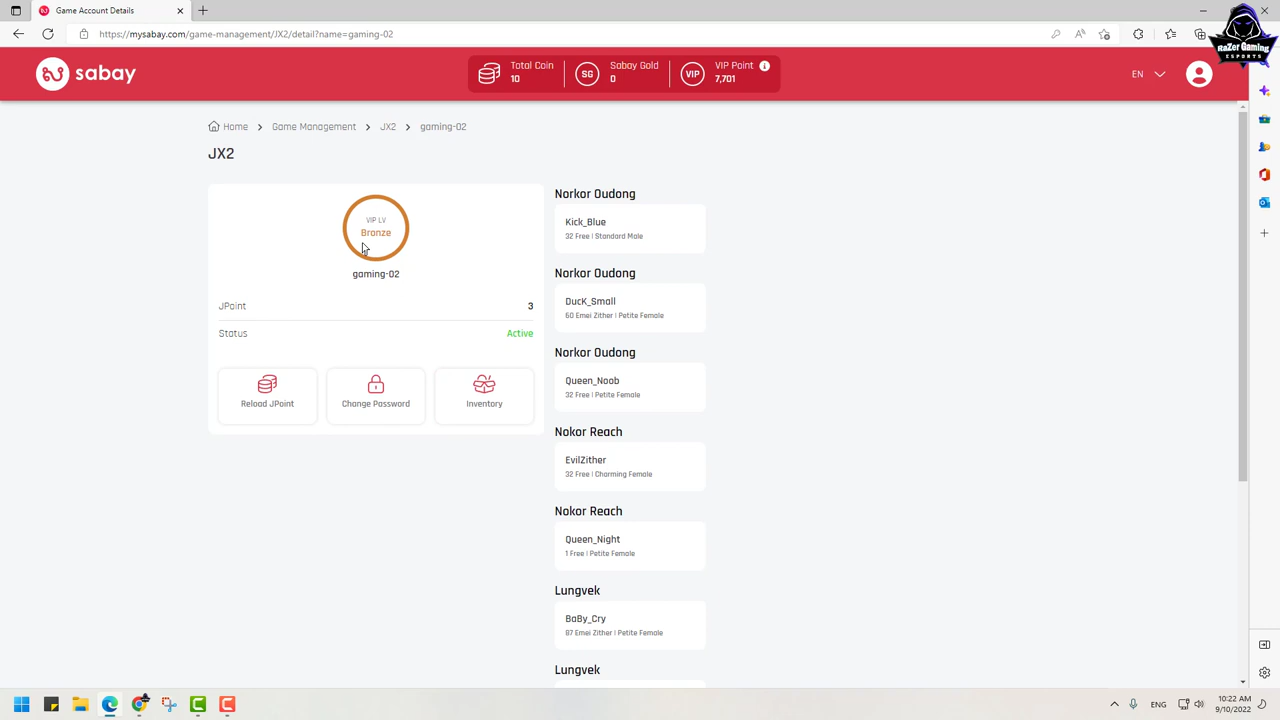 Game Account Details
https://mysabay.com/game-management/JX2/detail?name=gaming-02
RaZer Gaming
ESPORTS
sabay
Total Coin
10
SG
Sabay Gold
0
VIP
VIP Point
7,701
EN
Home > Game Management > JX2 > gaming-02
JX2
VIP LV
Bronze
gaming-02
JPoint 3
Status Active
Reload JPoint
Change Password
Inventory
Norkor Oudong
Kick_Blue
32 Free | Standard Male
Norkor Oudong
DucK_Small
60 Emei Zither | Petite Female
Norkor Oudong
Queen_Noob
32 Free | Petite Female
Nokor Reach
EvilZither
32 Free | Charming Female
Nokor Reach
Queen_Night
1 Free | Petite Female
Lungvek
BaBy_Cry
87 Emei Zither | Petite Female
Lungvek
ENG
10:22 AM
9/10/2022